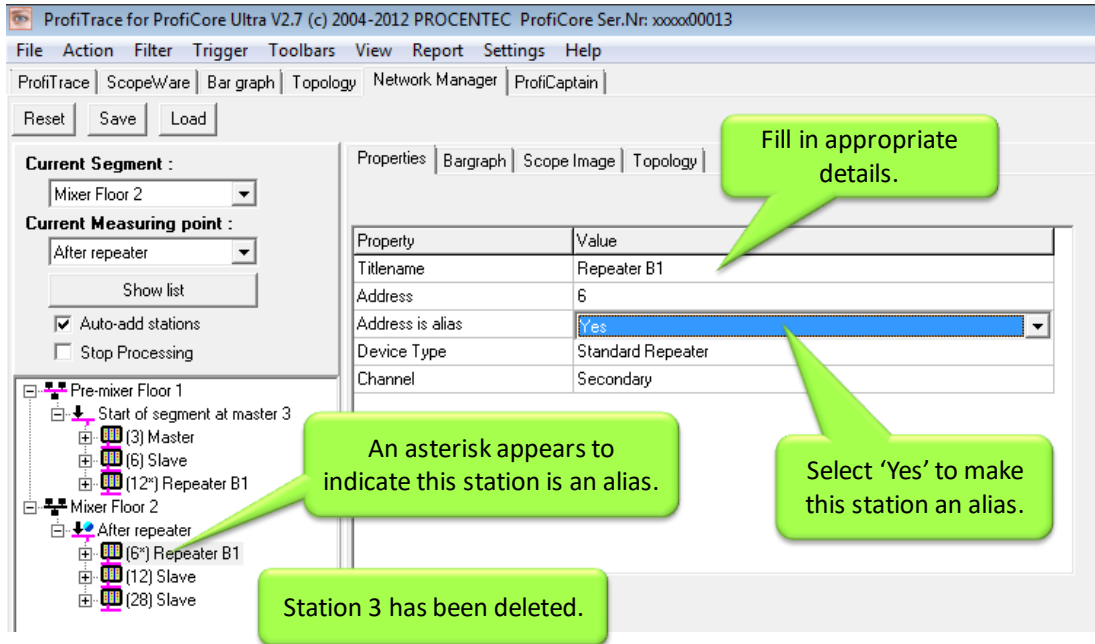 ProfiTrace for ProfiCore Ultra V2.7 (c) 2004-2012 PROCENTEC ProfiCore Ser.Nr: xxxxx00013
File Action Filter Trigger Toolbars View Report Settings Help
ProfiTrace ScopeWare Bar graph Topology Network Manager ProfiCaptain
Reset Save Load
Current Segment :
Mixer Floor 2
Current Measuring point :
After repeater
Show list
Auto-add stations
Stop Processing
Pre-mixer Floor 1
Start of segment at master 3
(3) Master
(6) Slave
(12*) Repeater B1
Mixer Floor 2
After repeater
(6*) Repeater B1
(12) Slave
(28) Slave
Properties Bargraph Scope Image Topology
Property Value
Titlename Repeater B1
Address 6
Address is alias Yes
Device Type Standard Repeater
Channel Secondary
Fill in appropriate
details.
An asterisk appears to
indicate this station is an alias.
Select ‘Yes’ to make
this station an alias.
Station 3 has been deleted.